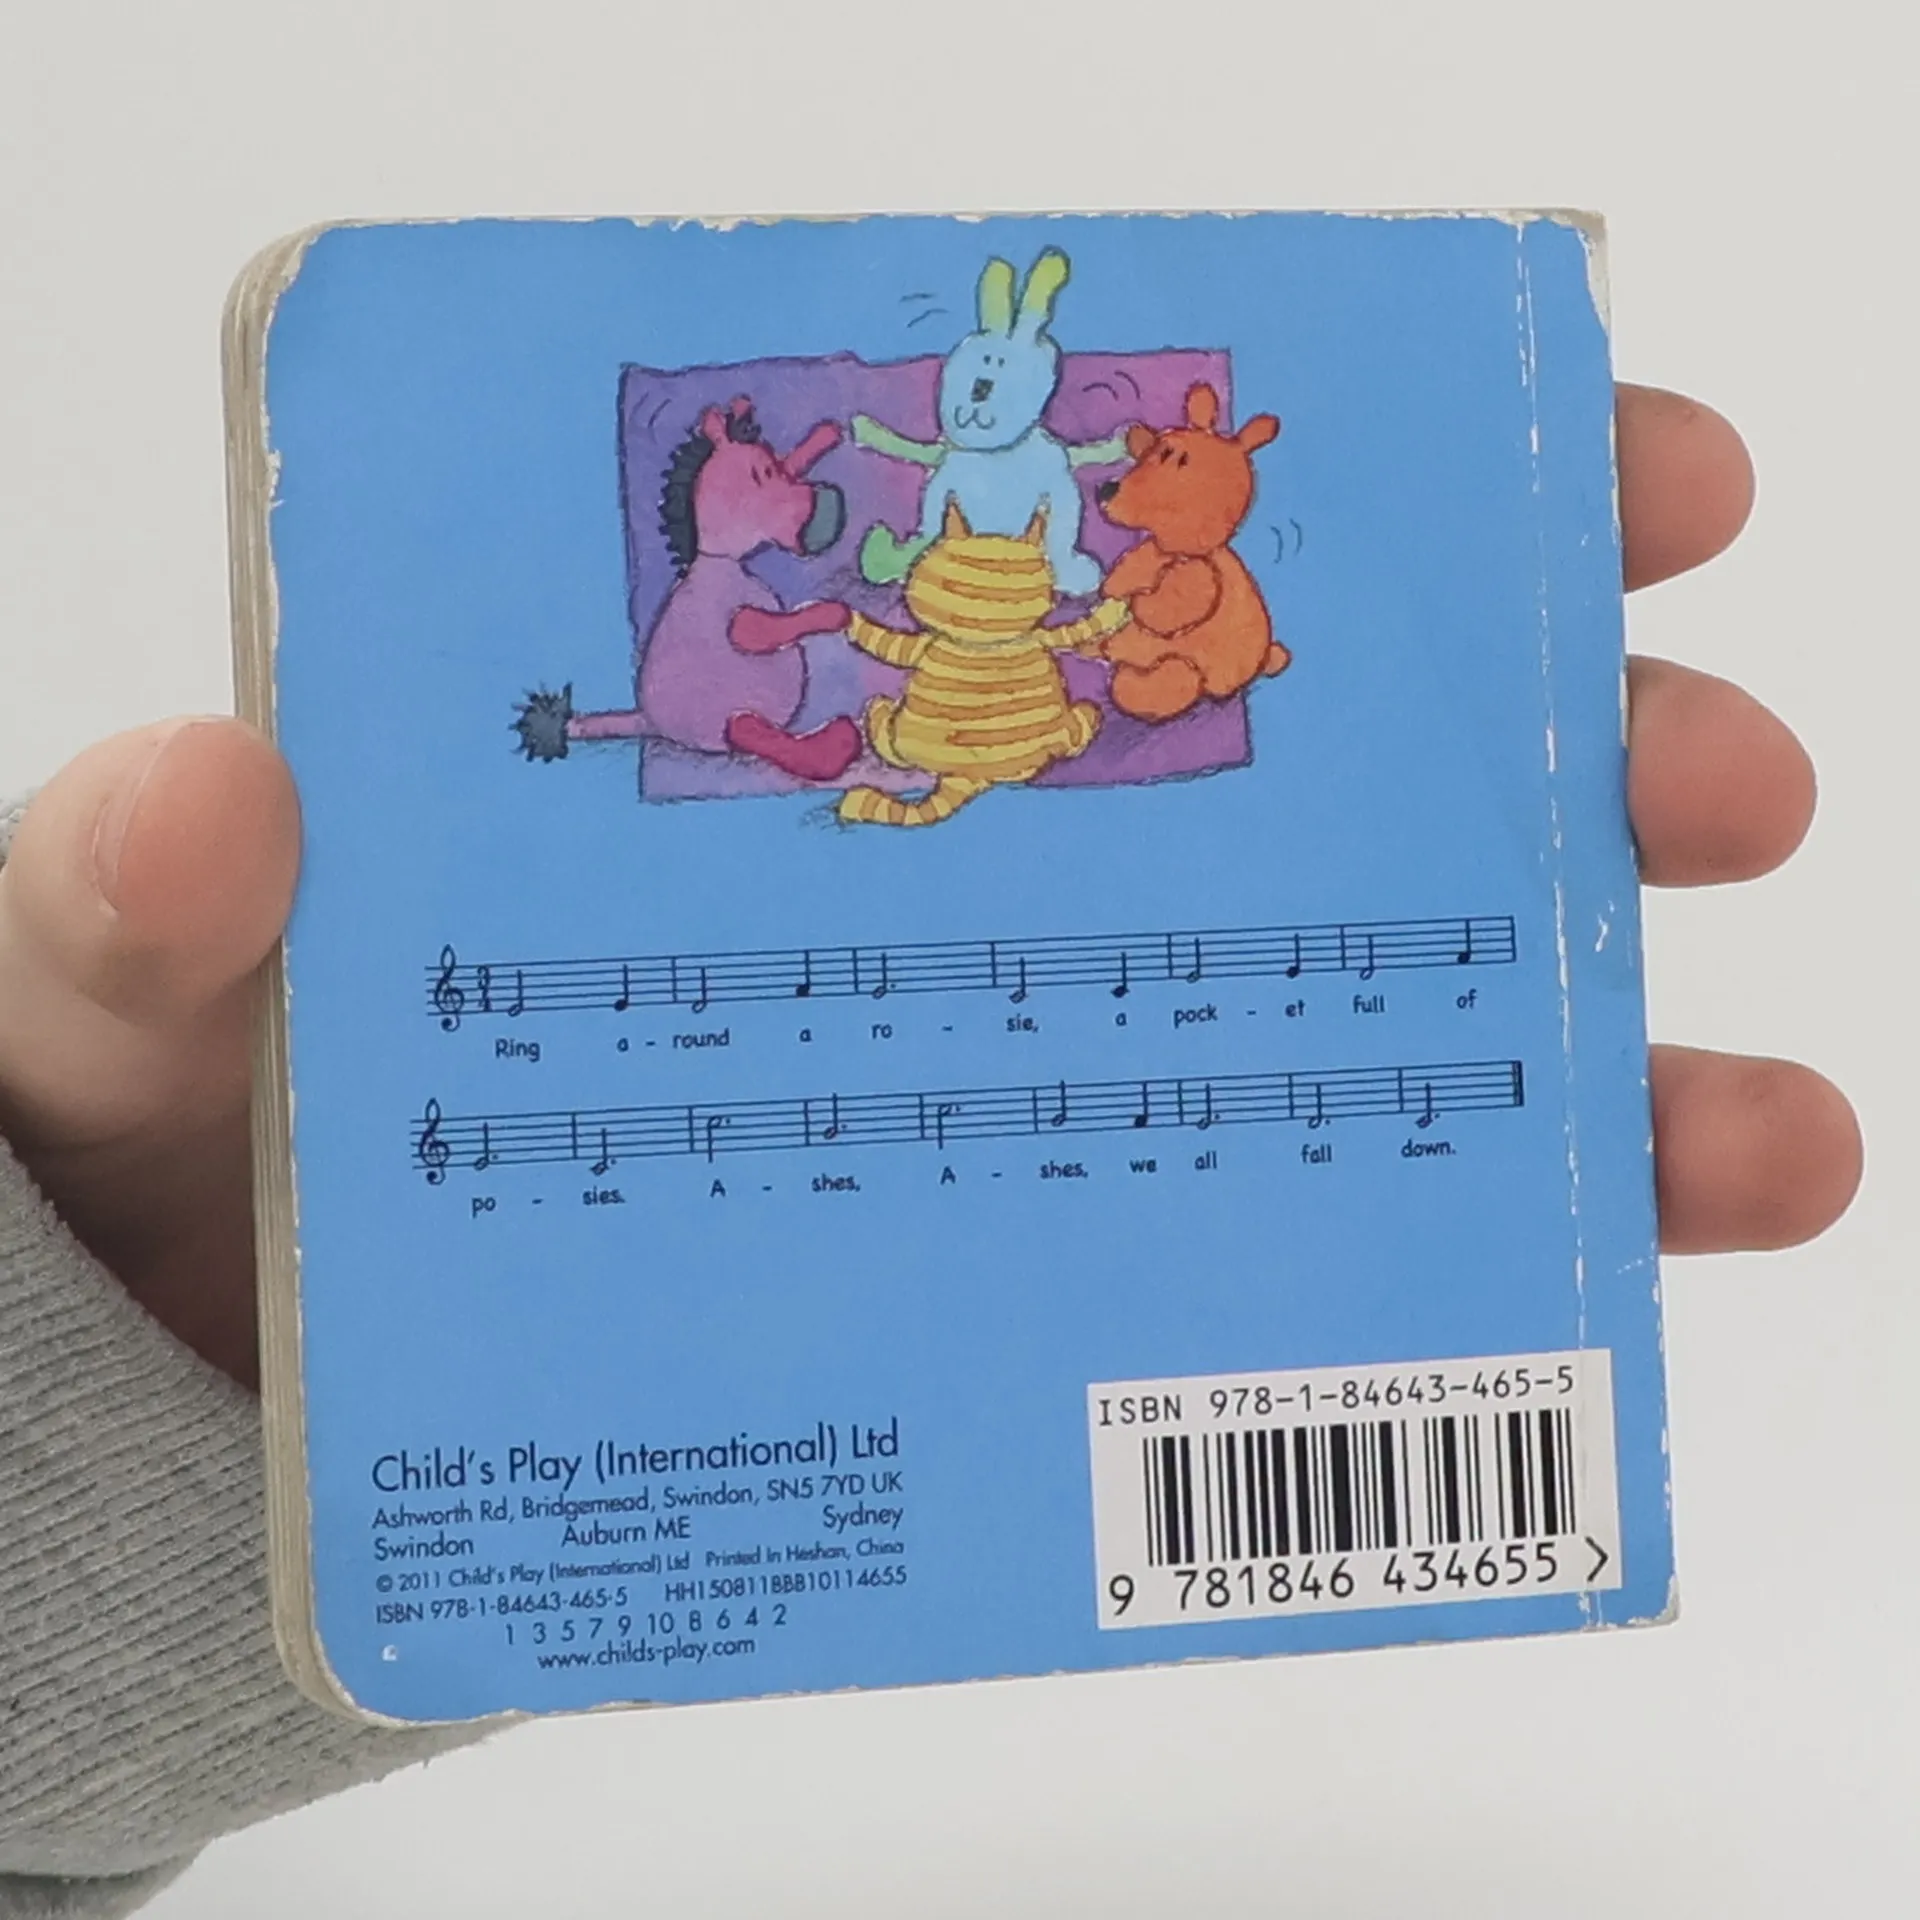 3 4
Ring a - round a ro - sie, a pock - et full of
po - sies. A - shes, A - shes, we all fall down.
Child's Play (International) Ltd
Ashworth Rd, Bridgemead, Swindon, SN5 7YD UK
Swindon Auburn ME Sydney
© 2011 Child's Play (International) Ltd Printed in Heshan, China
ISBN 978-1-84643-465-5 HH150811BBB10114655
1 3 5 7 9 10 8 6 4 2
www.childs-play.com
ISBN 978-1-84643-465-5
9 781846 434655 >